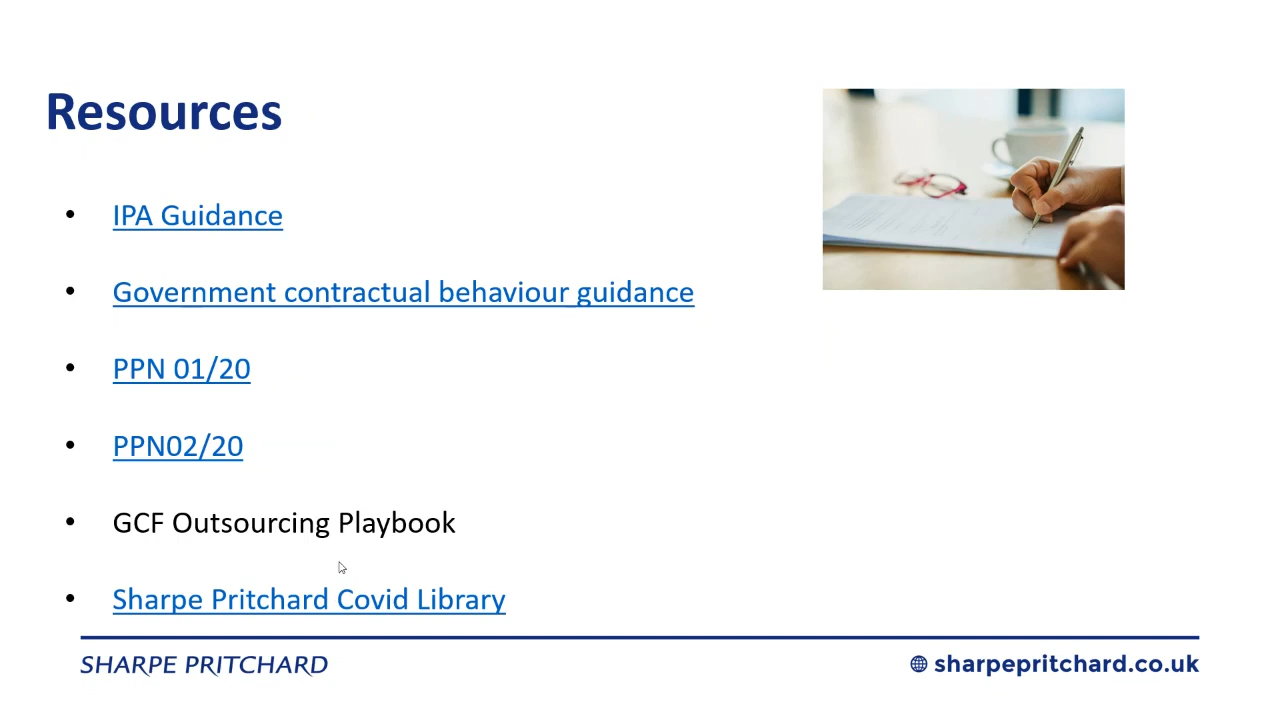 Resources
IPA Guidance
Government contractual behaviour guidance
PPN 01/20
PPN02/20
GCF Outsourcing Playbook
Sharpe Pritchard Covid Library
SHARPE PRITCHARD
sharpepritchard.co.uk